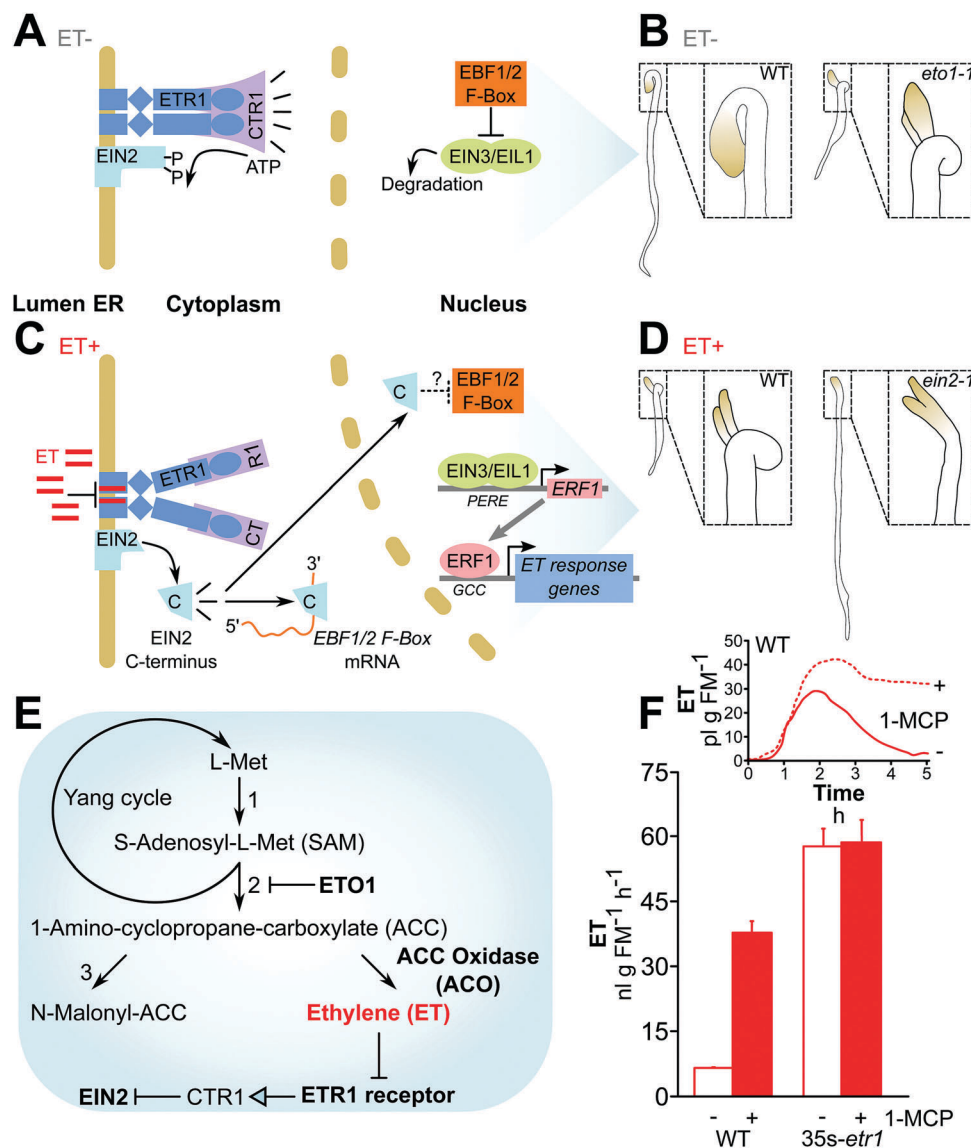 A
ET-
ETR1
CTR1
EIN2
P
P
ATP
EBF1/2
F-Box
EIN3/EIL1
Degradation
B
ET-
WT
eto1-1
Lumen ER
Cytoplasm
Nucleus
C
ET+
ET
ETR1
R1
CT
EIN2
C
EIN2
C-terminus
5'
3'
C
EBF1/2 F-Box
mRNA
C
?
EBF1/2
F-Box
EIN3/EIL1
PERE
ERF1
ERF1
GCC
ET response
genes
D
ET+
WT
ein2-1
E
L-Met
Yang cycle
1
S-Adenosyl-L-Met (SAM)
2
ETO1
1-Amino-cyclopropane-carboxylate (ACC)
3
ACC Oxidase
(ACO)
N-Malonyl-ACC
Ethylene (ET)
EIN2
CTR1
ETR1 receptor
F
WT
ET
pl g FM⁻¹
50
40
30
20
10
0
0 1 2 3 4 5
+
1-MCP
-
Time
h
ET
nl g FM⁻¹ h⁻¹
75
60
45
30
15
0
- + - + 1-MCP
WT 35s-etr1